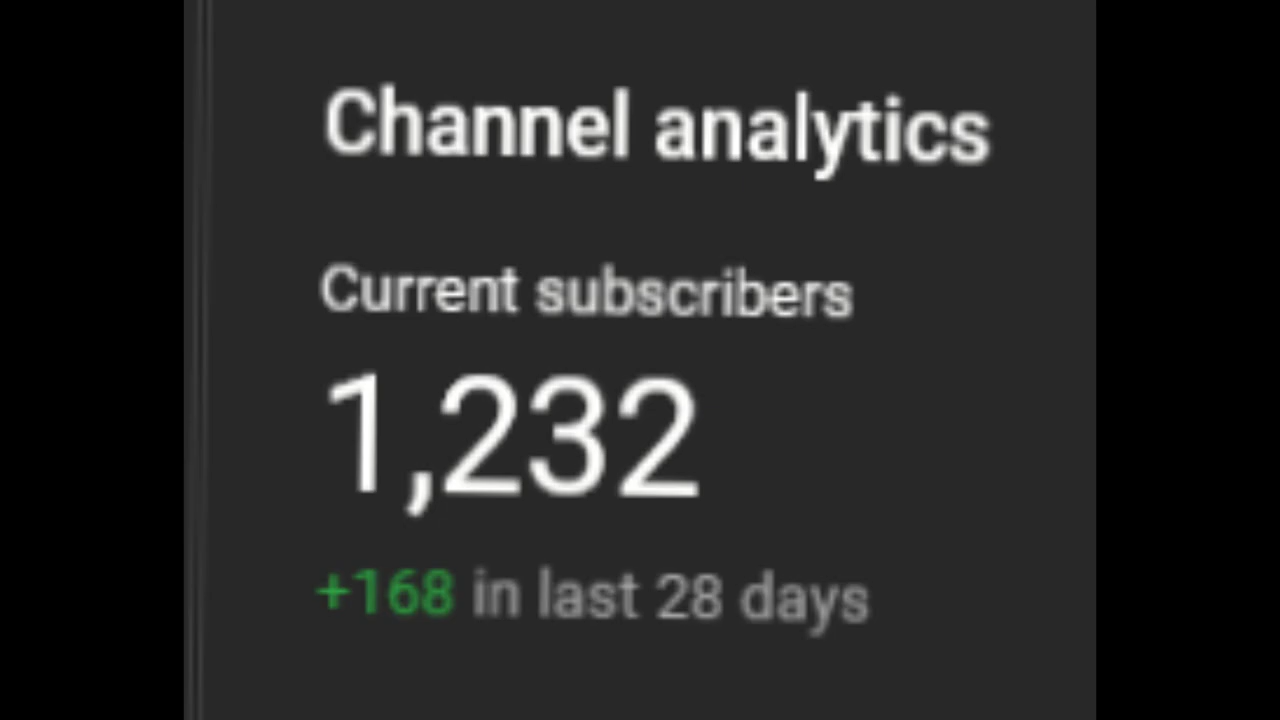 Channel analytics
Current subscribers
1,232
+168 in last 28 days